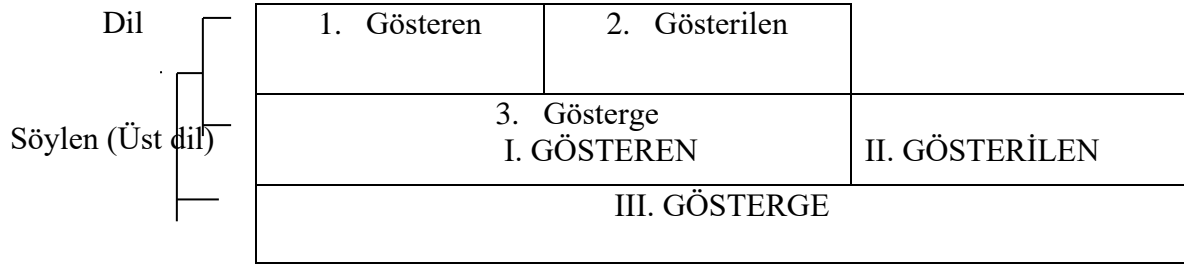 Dil
1. Gösteren
2. Gösterilen
3. Gösterge
Söylen (Üst dil)
I. GÖSTEREN
II. GÖSTERİLEN
III. GÖSTERGE